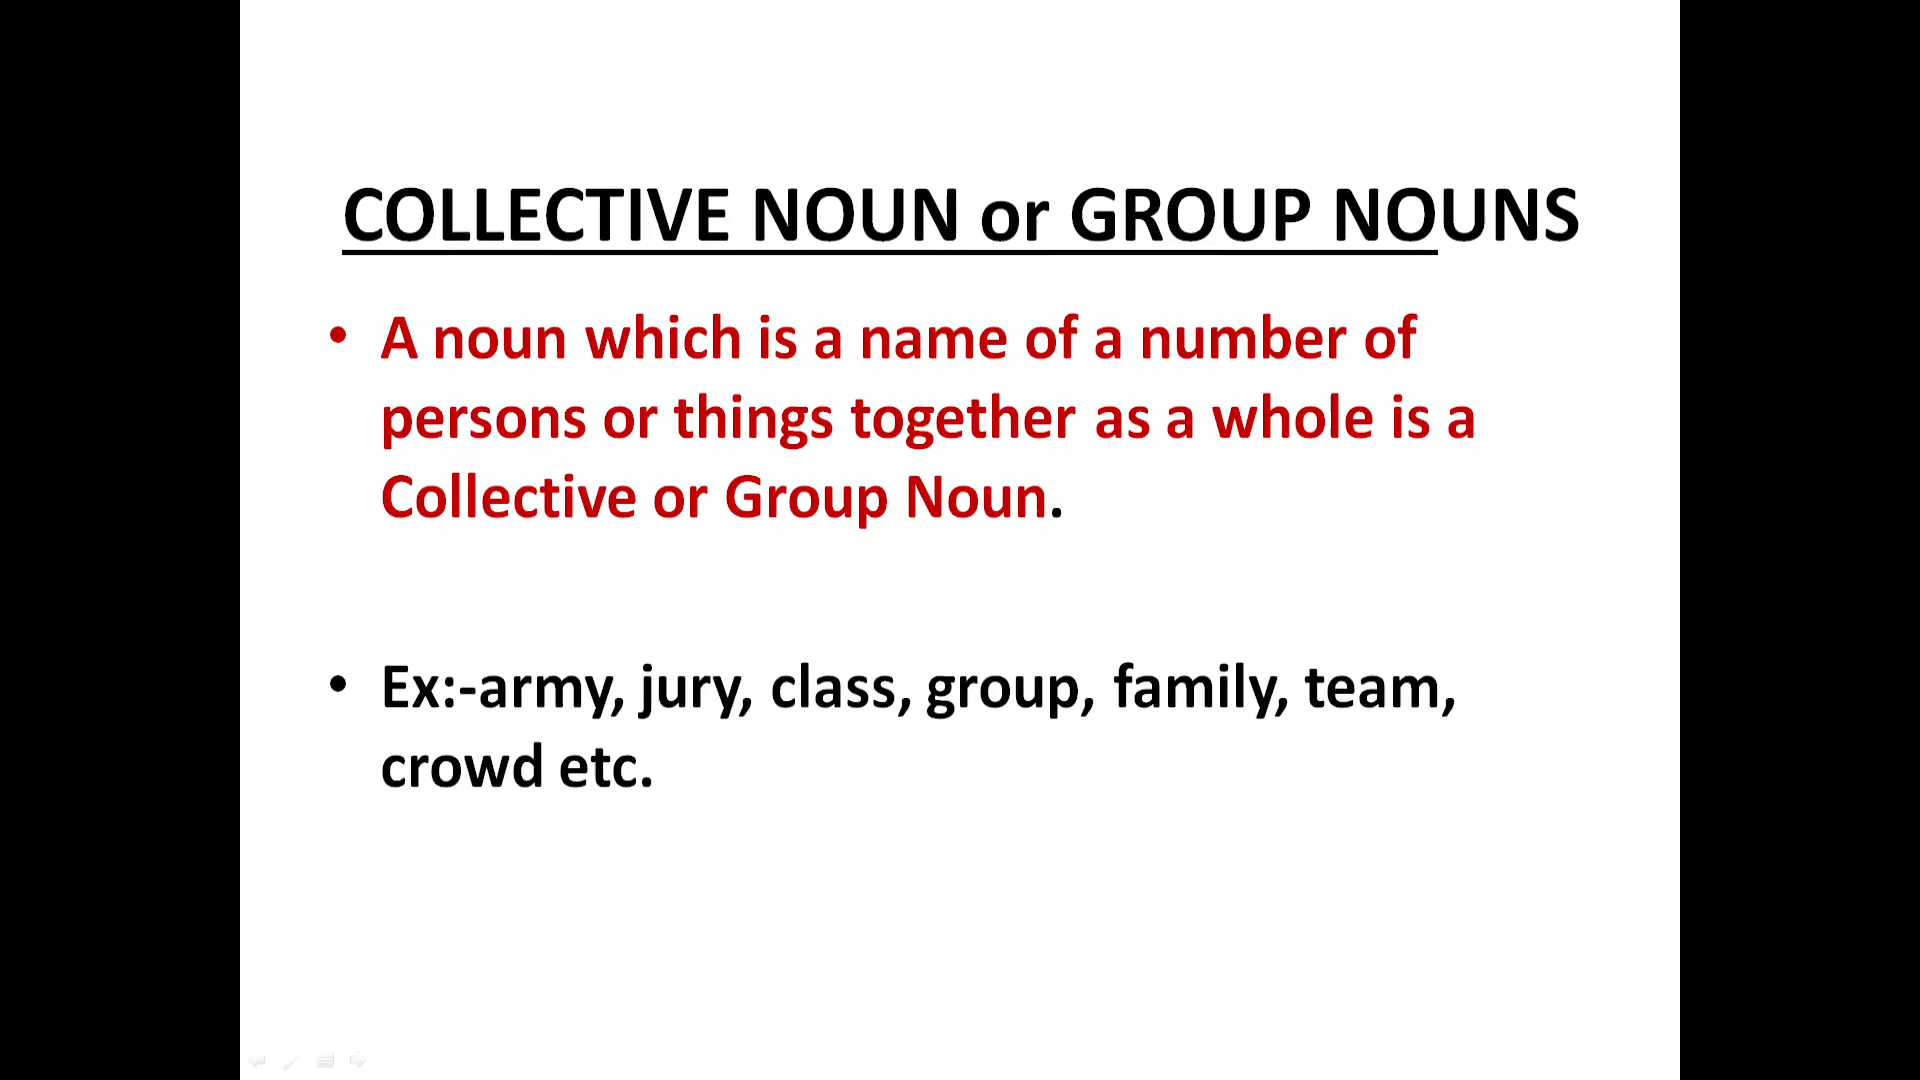 COLLECTIVE NOUN or GROUP NOUNS
• A noun which is a name of a number of
persons or things together as a whole is a
Collective or Group Noun.
• Ex:-army, jury, class, group, family, team,
crowd etc.